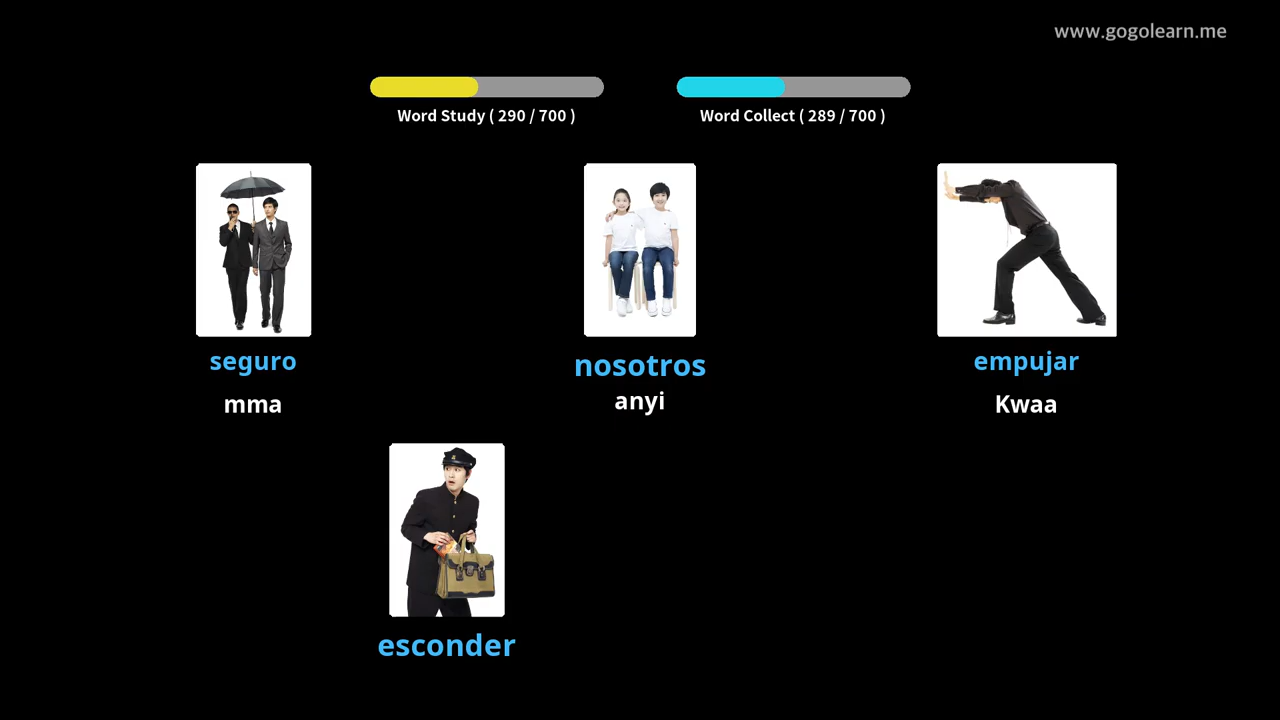 www.gogolearn.me
Word Study ( 290 / 700 )
Word Collect ( 289 / 700 )
seguro
nosotros
empujar
mma
anyi
Kwaa
esconder